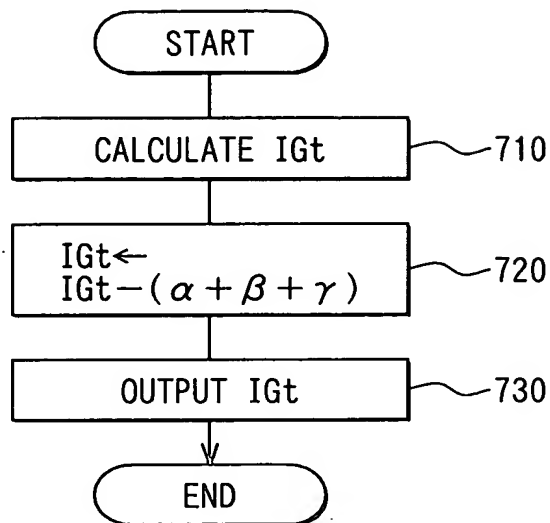 START
CALCULATE IGt
710
IGt←
IGt−(α+β+γ)
720
OUTPUT IGt
730
END